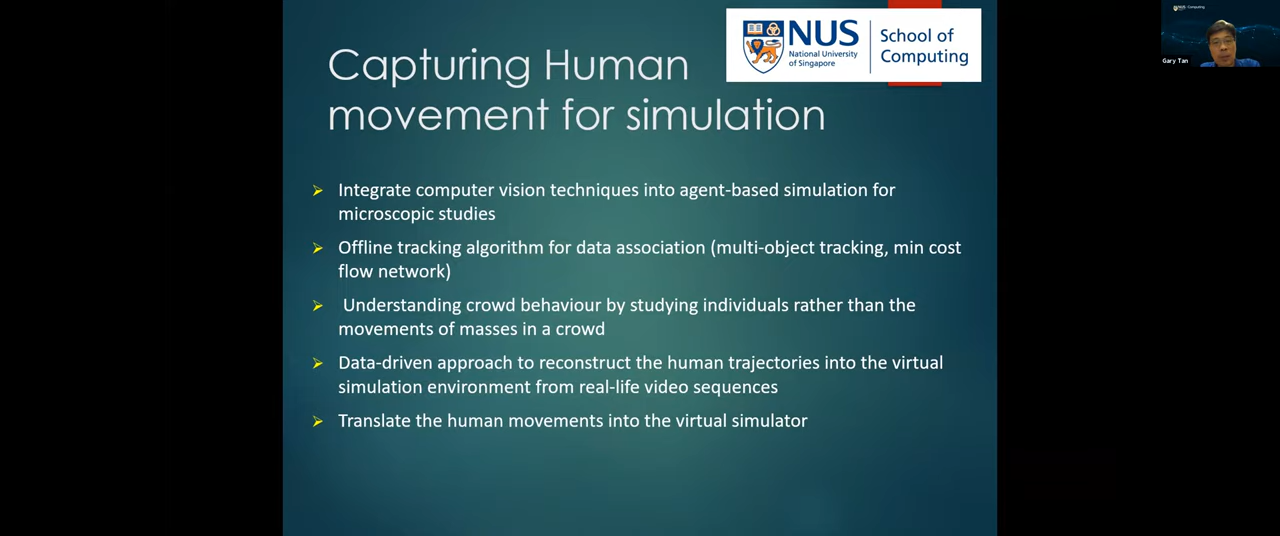 Capturing Human
movement for simulation
NUS
National University
of Singapore
School of
Computing
Integrate computer vision techniques into agent-based simulation for
microscopic studies
Offline tracking algorithm for data association (multi-object tracking, min cost
flow network)
Understanding crowd behaviour by studying individuals rather than the
movements of masses in a crowd
Data-driven approach to reconstruct the human trajectories into the virtual
simulation environment from real-life video sequences
Translate the human movements into the virtual simulator
NUS Computing
Gary Tan